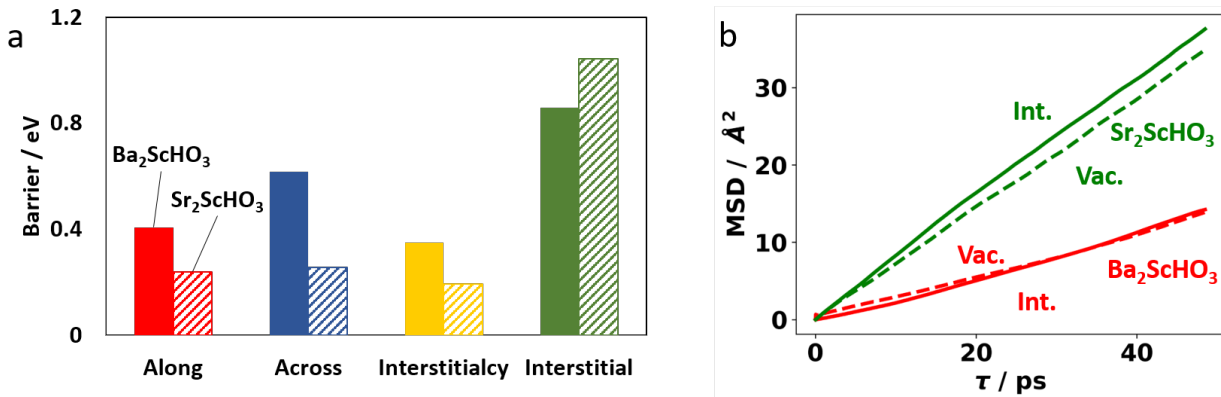 a
Barrier / eV
1.2
0.8
0.4
0
Ba₂ScHO₃
Sr₂ScHO₃
Along
Across
Interstitialcy
Interstitial
b
MSD / Å²
30
20
10
0
Int.
Sr₂ScHO₃
Vac.
Vac.
Ba₂ScHO₃
Int.
0
20
40
τ / ps